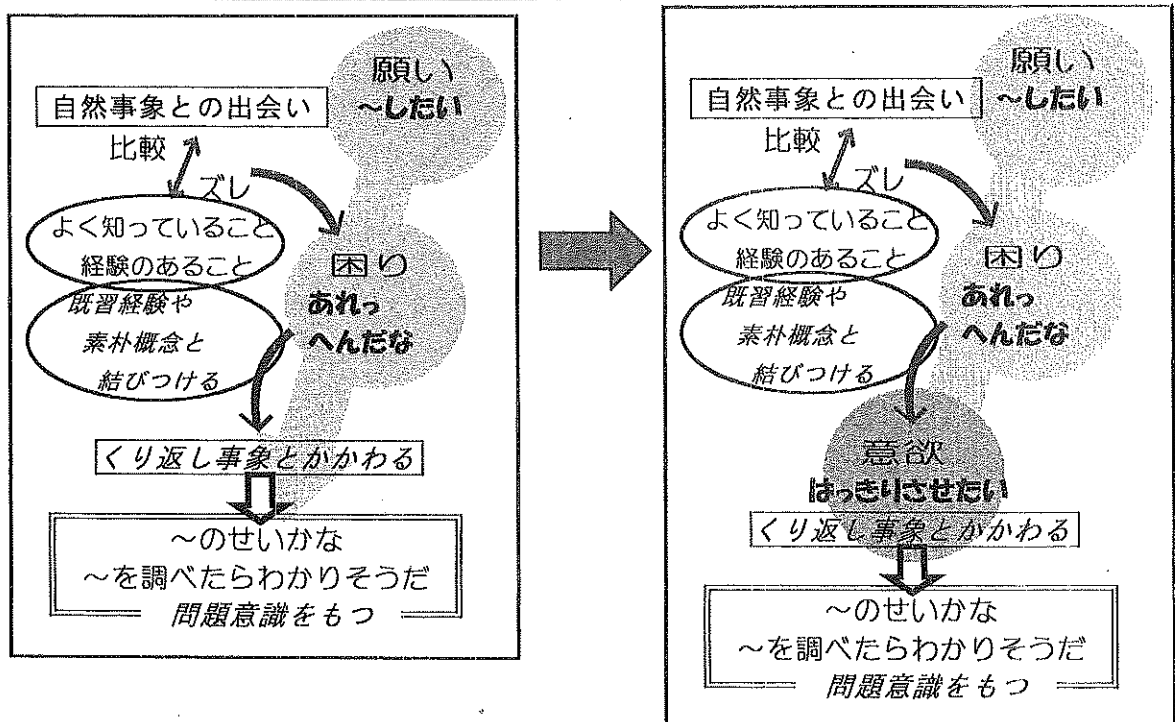 願い
～したい
自然事象との出会い
比較
ズレ
よく知っていること
経験のあること
困り
あれっ
へんだな
既習経験や
素朴概念と
結びつける
くり返し事象とかかわる
～のせいかな
～を調べたらわかりそうだ
問題意識をもつ
願い
～したい
自然事象との出会い
比較
ズレ
よく知っていること
経験のあること
困り
あれっ
へんだな
既習経験や
素朴概念と
結びつける
意欲
はっきりさせたい
くり返し事象とかかわる
～のせいかな
～を調べたらわかりそうだ
問題意識をもつ